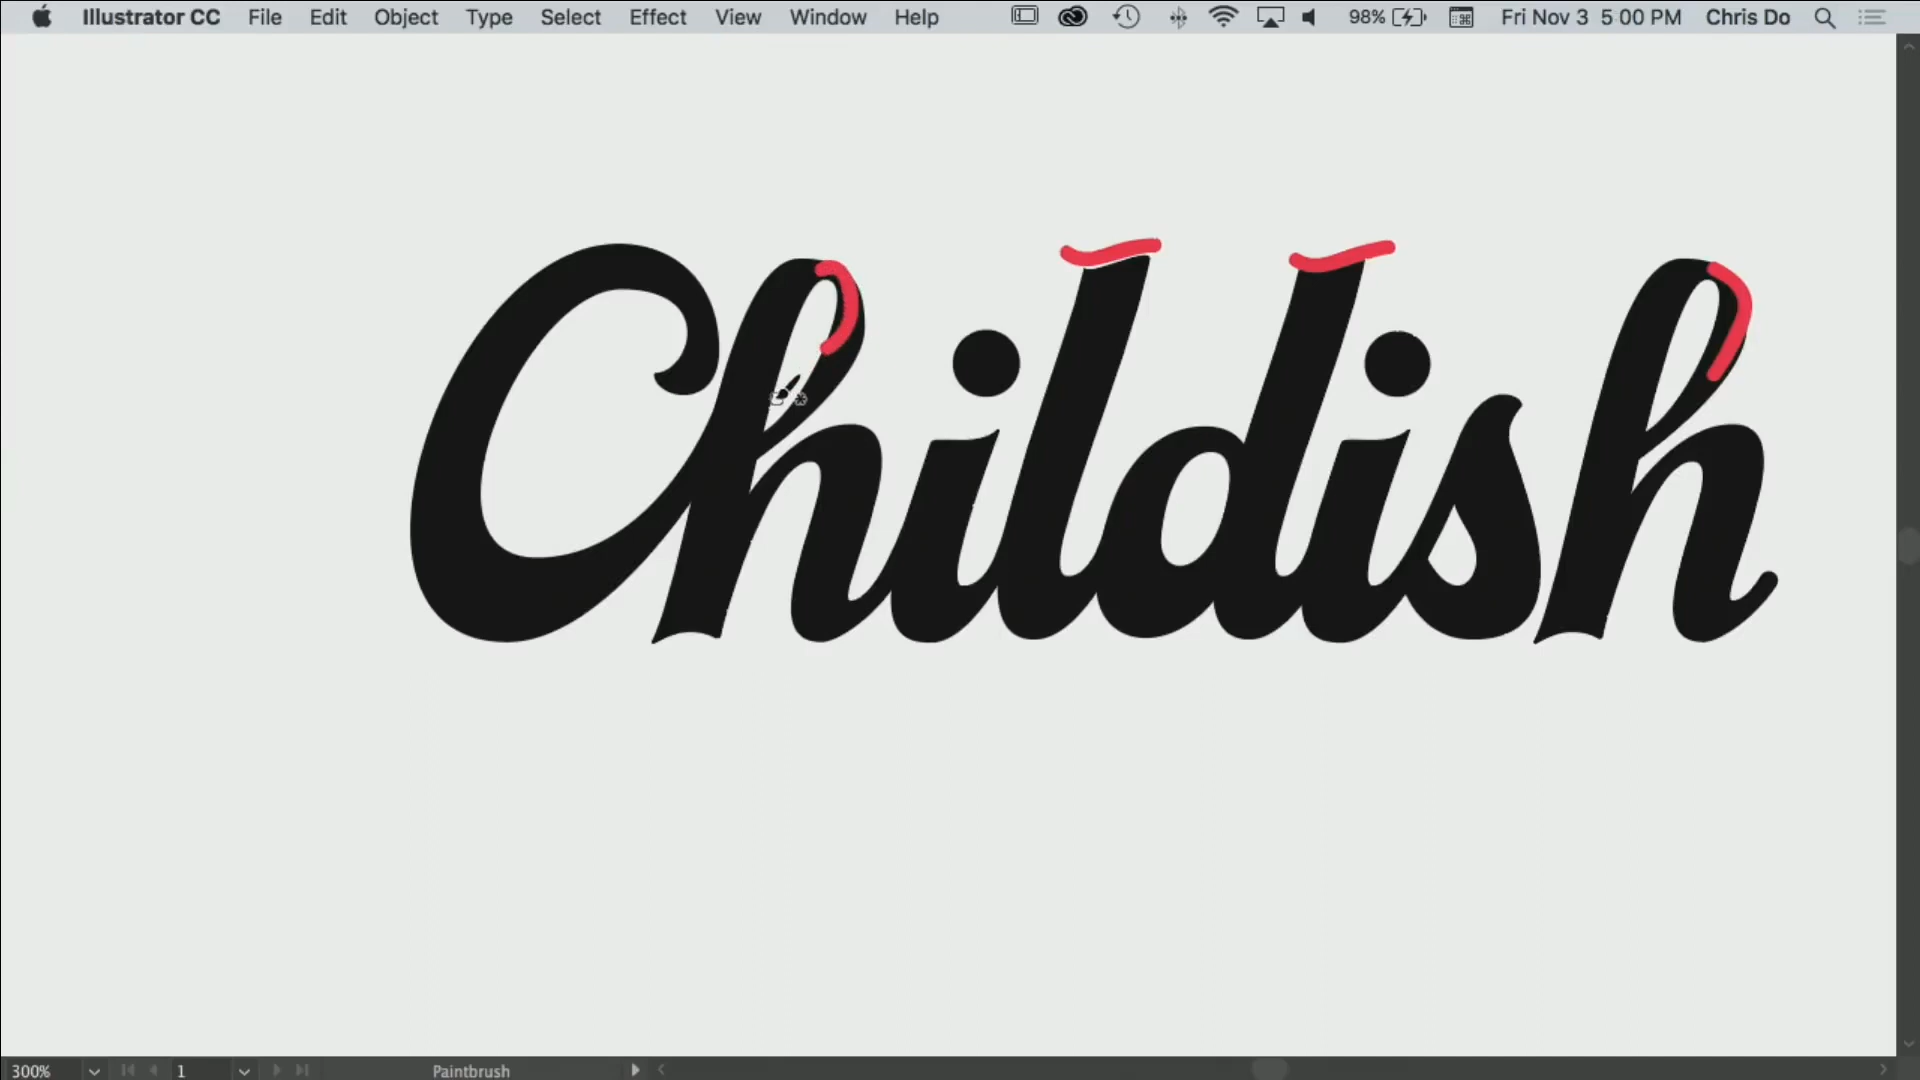 Illustrator CC File Edit Object Type Select Effect View Window Help 98% Fri Nov 3 5:00 PM Chris Do
Childish
300% 1 Paintbrush